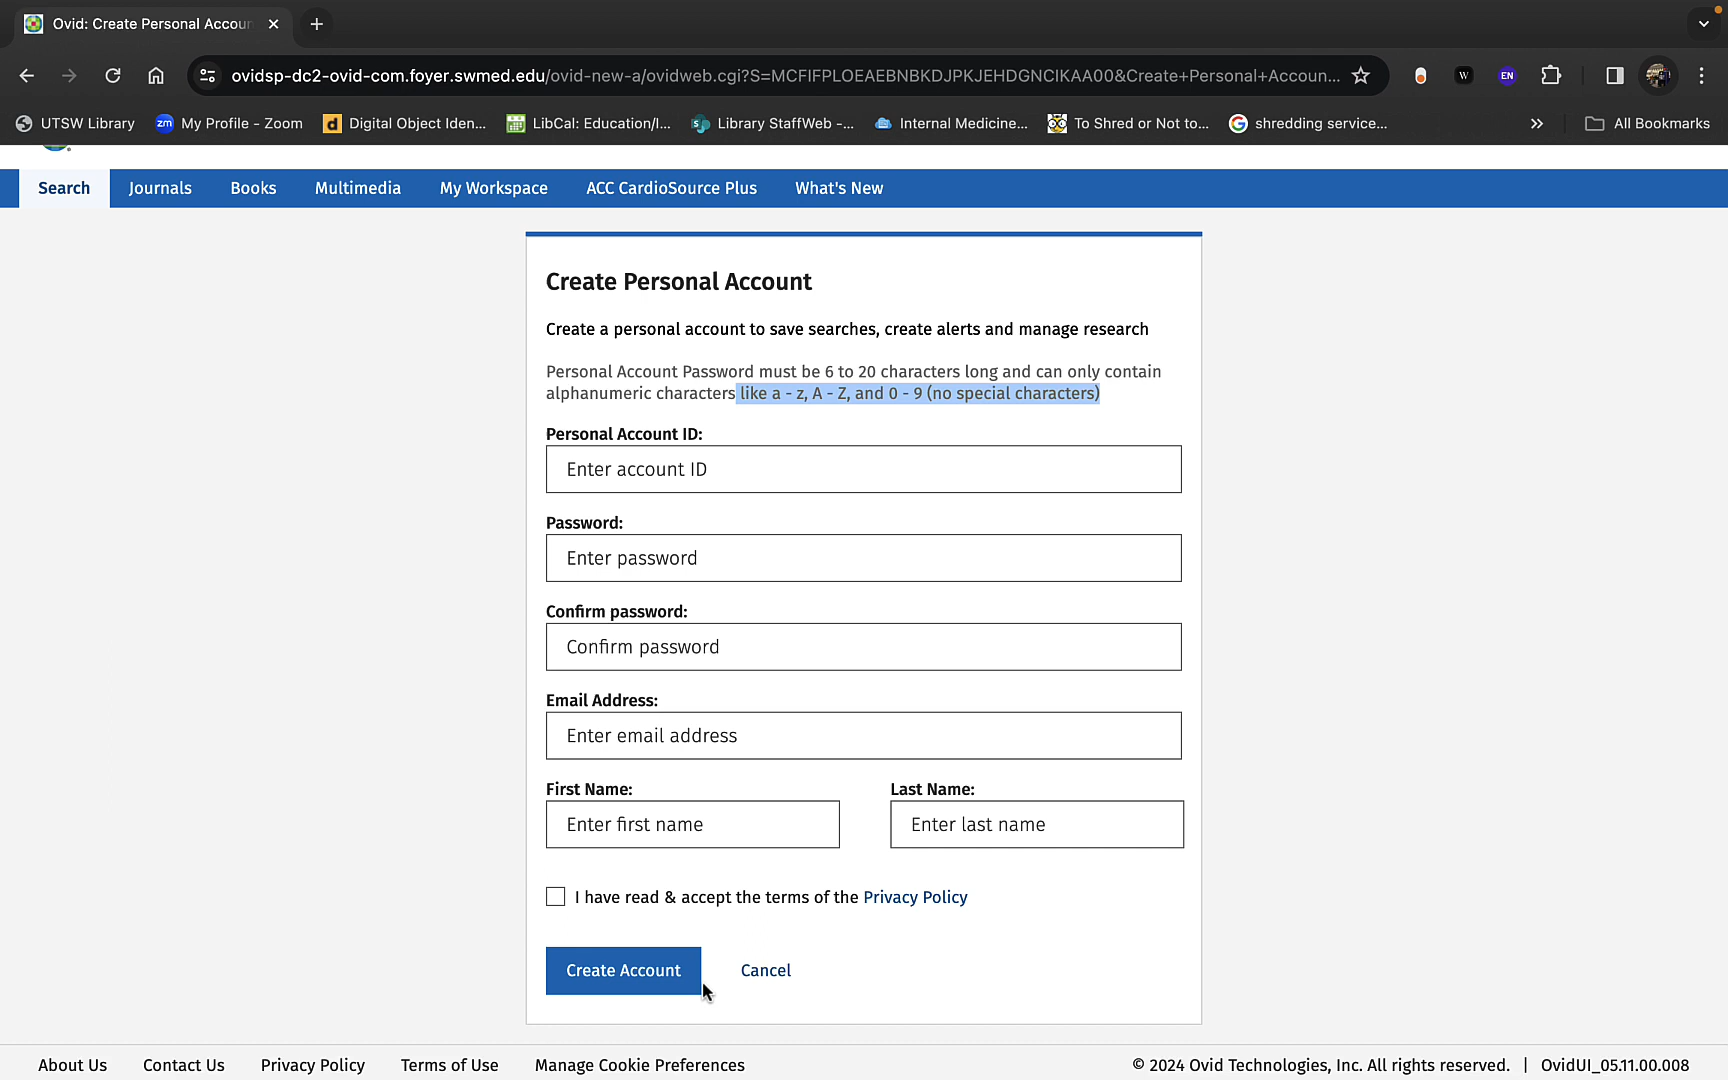 Ovid: Create Personal Accoun
ovidsp-dc2-ovid-com.foyer.swmed.edu/ovid-new-a/ovidweb.cgi?S=MCFIFPLOEAEBNBKDJPKJEHDGNCIKAA00&Create+Personal+Accoun...
W
EN
UTSW Library
zm My Profile - Zoom
d Digital Object Iden...
LibCal: Education/I...
S Library StaffWeb -...
Internal Medicine...
To Shred or Not to...
G shredding service...
All Bookmarks
Search Journals Books Multimedia My Workspace ACC CardioSource Plus What's New
Create Personal Account
Create a personal account to save searches, create alerts and manage research
Personal Account Password must be 6 to 20 characters long and can only contain
alphanumeric characters like a - z, A - Z, and 0 - 9 (no special characters)
Personal Account ID:
Enter account ID
Password:
Enter password
Confirm password:
Confirm password
Email Address:
Enter email address
First Name: Last Name:
Enter first name Enter last name
I have read & accept the terms of the Privacy Policy
Create Account Cancel
About Us Contact Us Privacy Policy Terms of Use Manage Cookie Preferences © 2024 Ovid Technologies, Inc. All rights reserved. | OvidUI_05.11.00.008